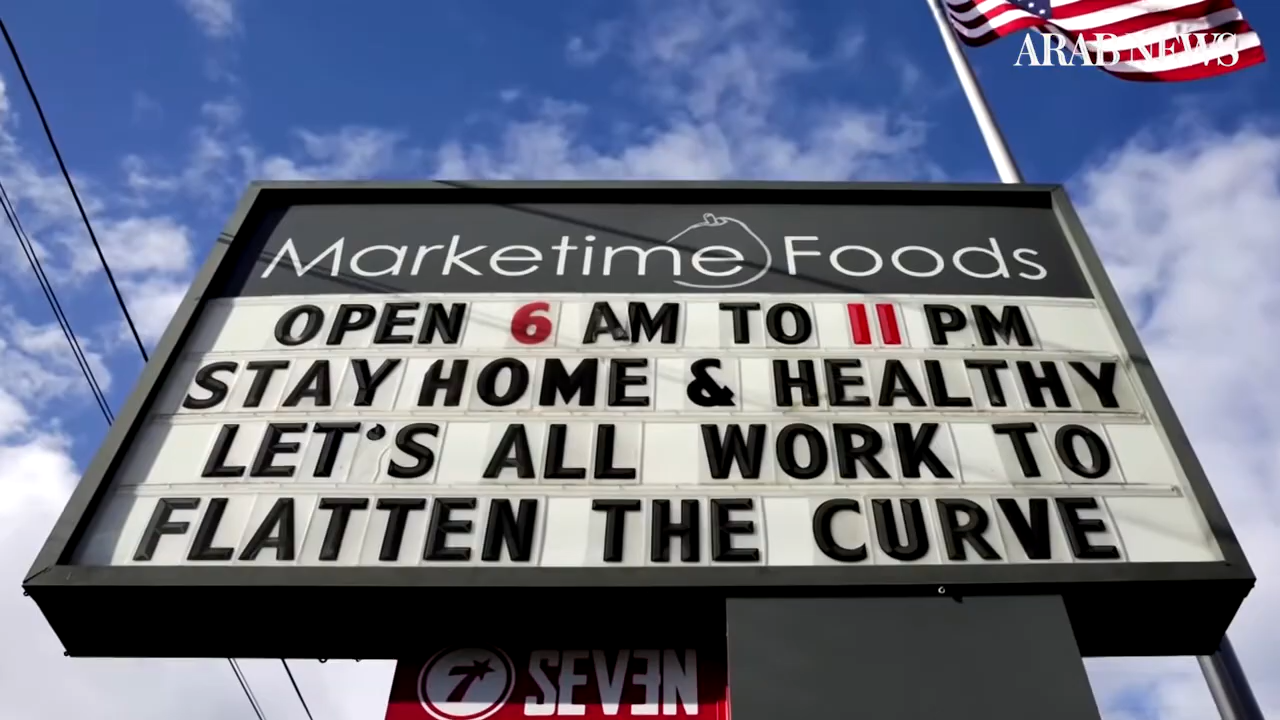 ARAB NEWS
Marketime Foods
OPEN 6 AM TO 11 PM
STAY HOME & HEALTHY
LET'S ALL WORK TO
FLATTEN THE CURVE
7 SEVEN